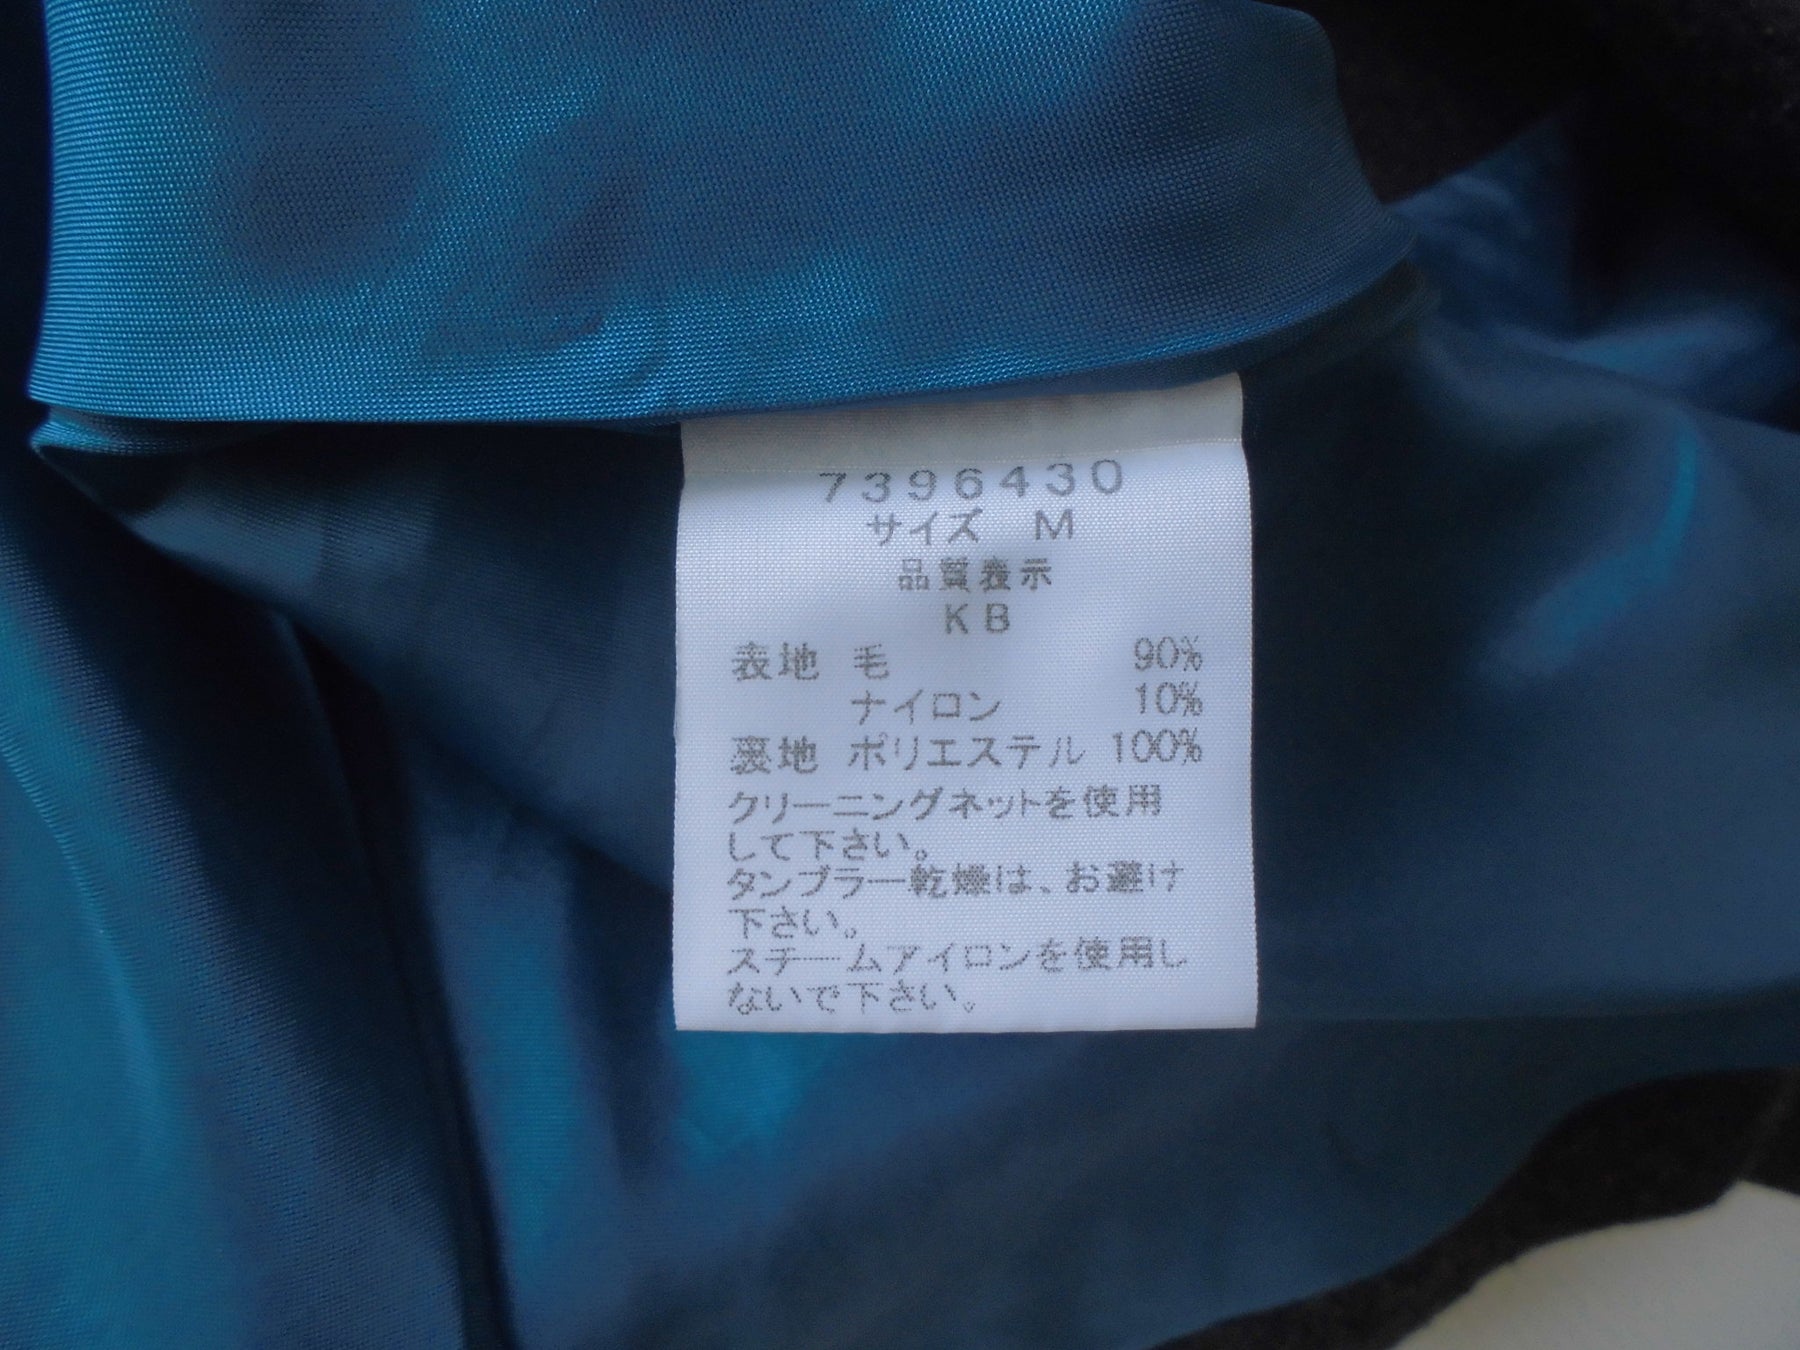 7396430
サイズ M
品質表示
KB
表地 毛 90%
ナイロン 10%
裏地 ポリエステル 100%
クリーニングネットを使用
して下さい。
タンブラー乾燥は、お避け
下さい。
スチームアイロンを使用し
ないで下さい。